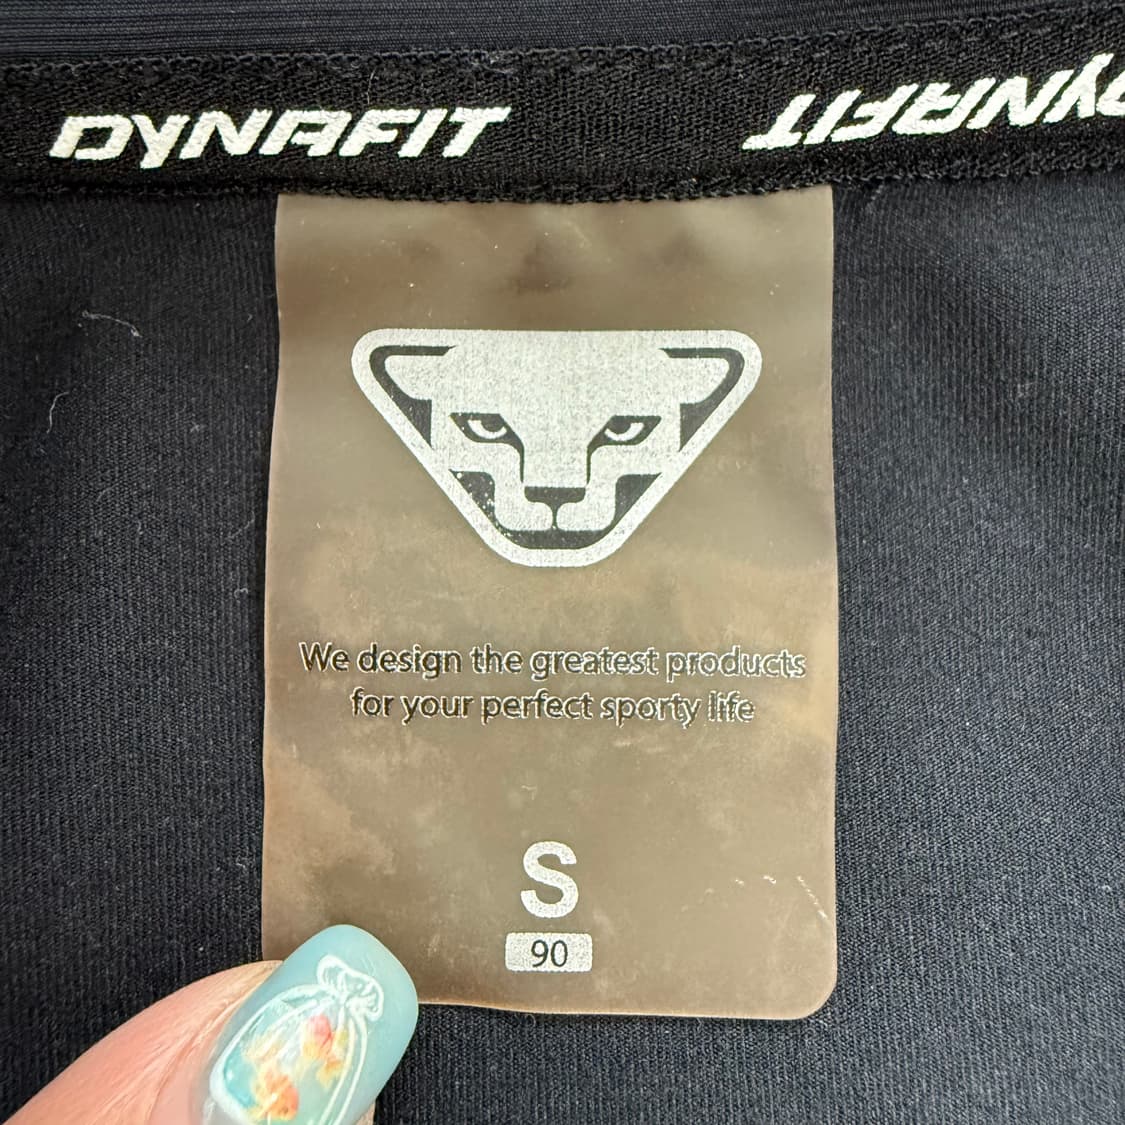 DYNAFIT DYNAFIT
We design the greatest products
for your perfect sporty life
S
90